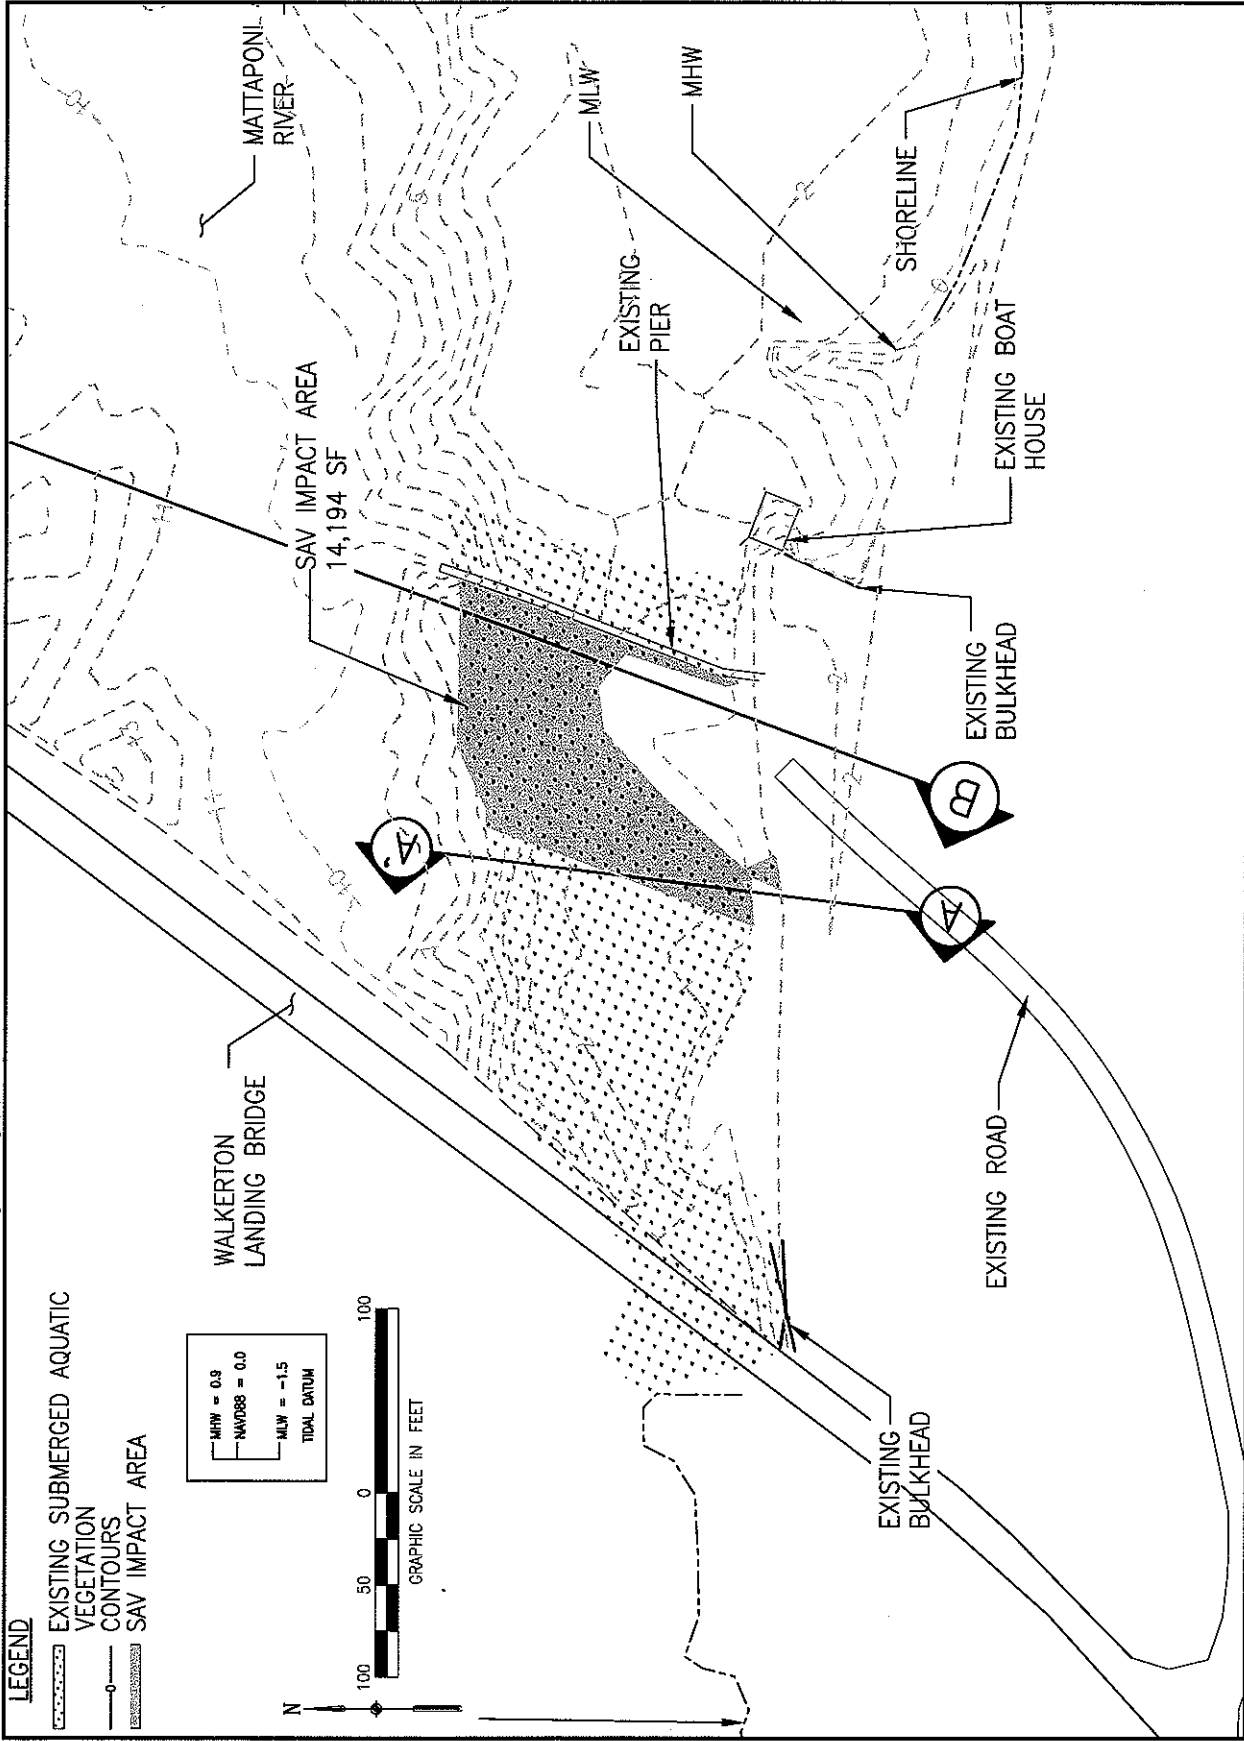 LEGEND
EXISTING SUBMERGED AQUATIC
VEGETATION
CONTOURS
SAV IMPACT AREA
MHW = 0.9
NAVD88 = 0.0
MLW = -1.5
TIDAL DATUM
N
100
50
0
100
GRAPHIC SCALE IN FEET
WALKERTON
LANDING BRIDGE
MATTAPONI
RIVER
SAV IMPACT AREA
14,194 SF
EXISTING
PIER
MLW
MHW
SHORELINE
EXISTING BOAT
HOUSE
EXISTING
BULKHEAD
A'
A
B
EXISTING ROAD
EXISTING
BULKHEAD